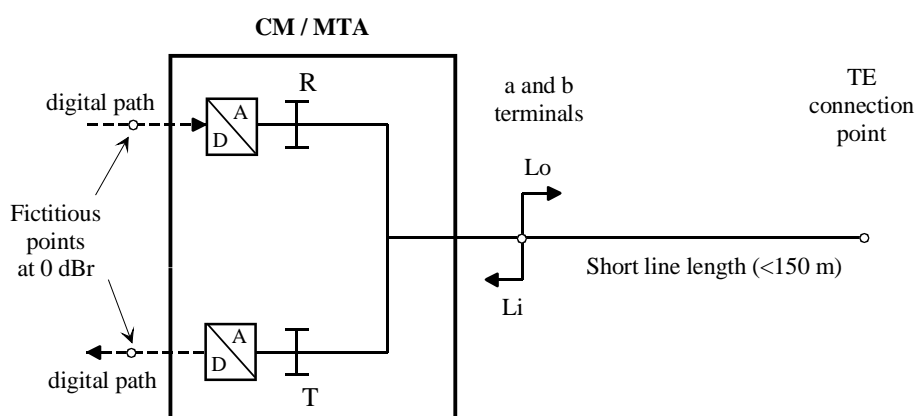 CM / MTA
digital path
A
D
R
a and b
terminals
TE
connection
point
Lo
Fictitious
points
at 0 dBr
Short line length (<150 m)
Li
A
D
digital path
T